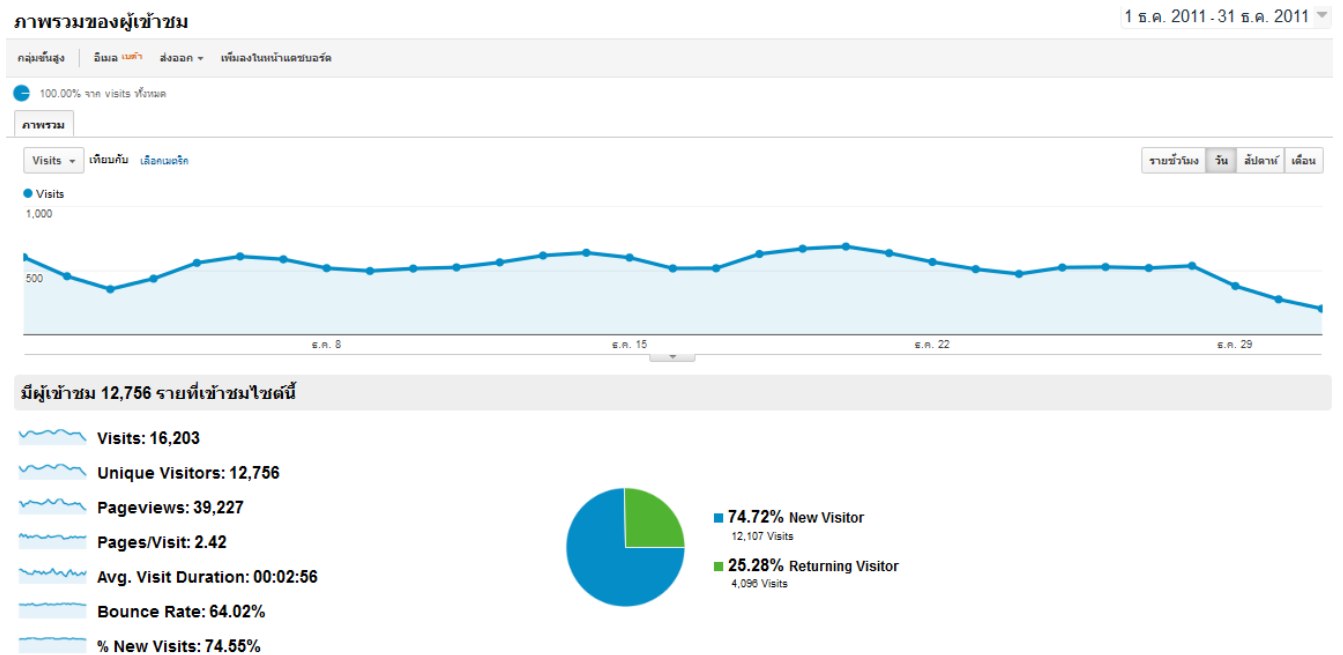 ภาพรวมของผู้เข้าชม
1 ธ.ค. 2011 - 31 ธ.ค. 2011
กลุ่มขั้นสูง อีเมล เบต้า ส่งออก เพิ่มลงในหน้าแดชบอร์ด
100.00% จาก visits ทั้งหมด
ภาพรวม
Visits เทียบกับ เลือกเมตริก
รายชั่วโมง วัน สัปดาห์ เดือน
Visits
1,000
500
ธ.ค. 8 ธ.ค. 15 ธ.ค. 22 ธ.ค. 29
มีผู้เข้าชม 12,756 รายที่เข้าชมไซต์นี้
Visits: 16,203
Unique Visitors: 12,756
Pageviews: 39,227
Pages/Visit: 2.42
Avg. Visit Duration: 00:02:56
Bounce Rate: 64.02%
% New Visits: 74.55%
74.72% New Visitor
12,107 Visits
25.28% Returning Visitor
4,096 Visits